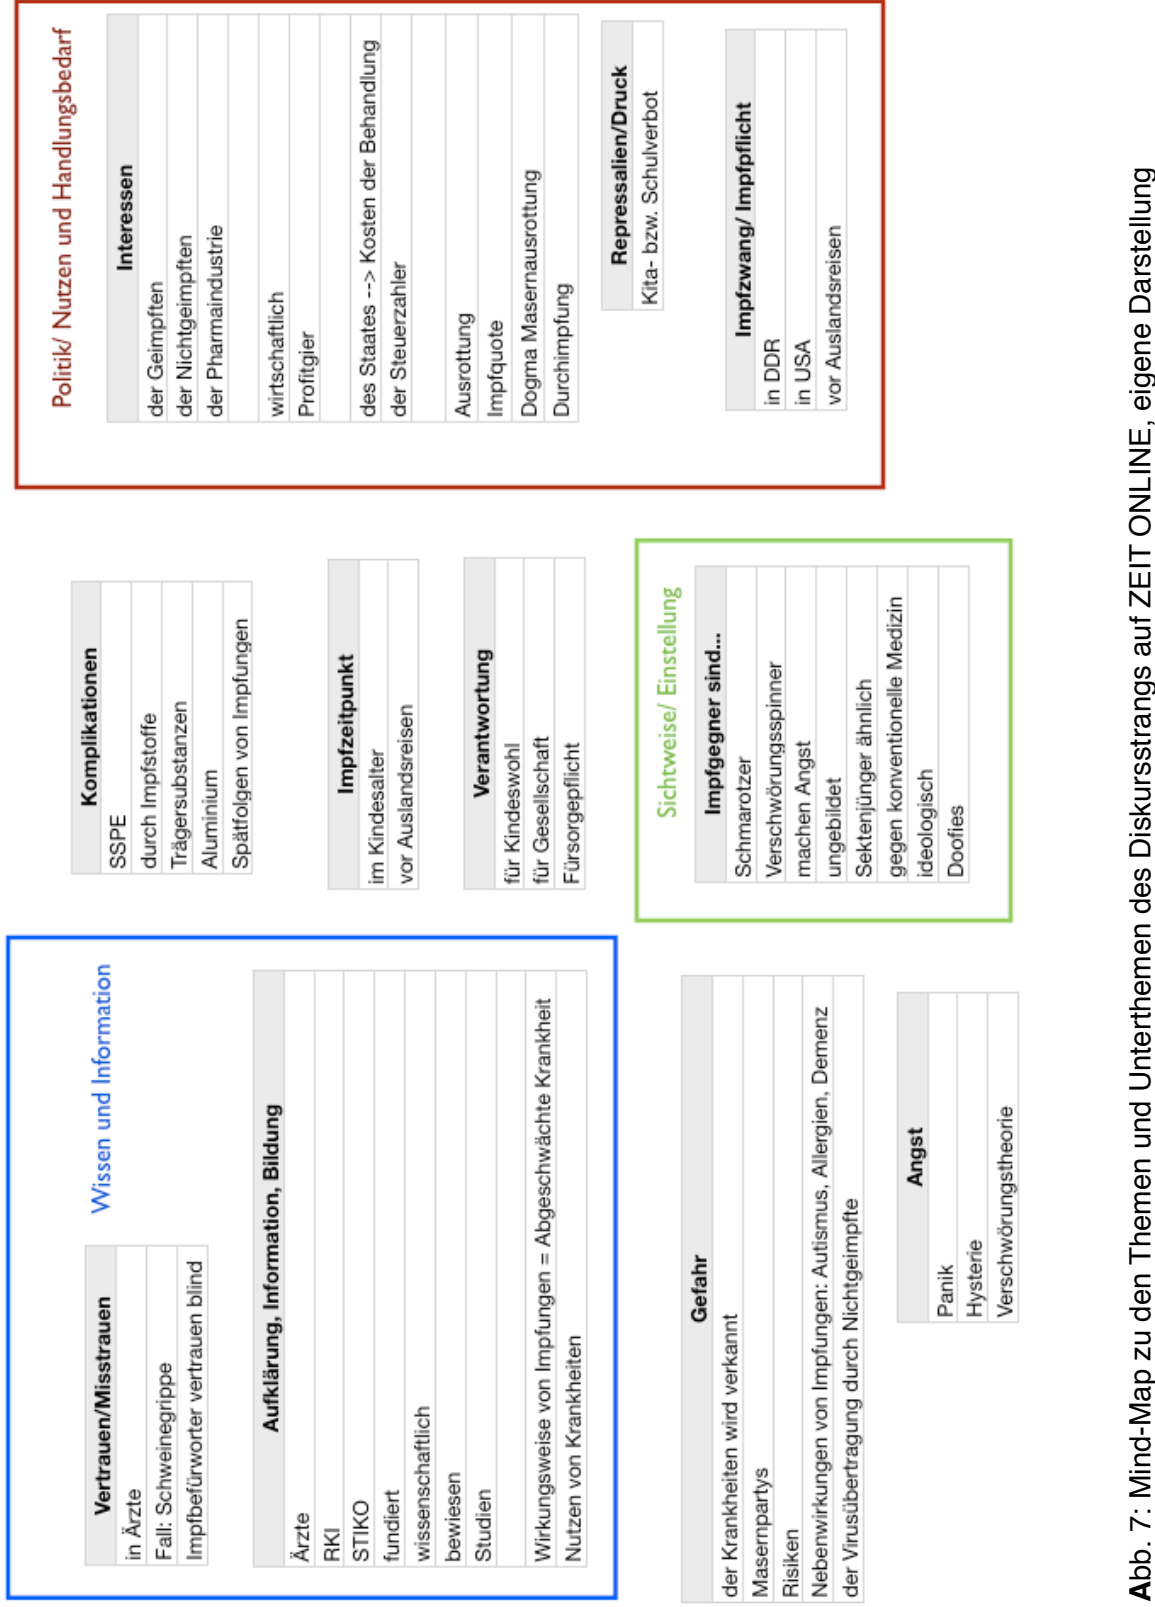 Wissen und Information
Vertrauen/Misstrauen
in Ärzte
Fall: Schweinegrippe
Impfbefürworter vertrauen blind
Aufklärung, Information, Bildung
Ärzte
RKI
STIKO
fundiert
wissenschaftlich
bewiesen
Studien
Wirkungsweise von Impfungen = Abgeschwächte Krankheit
Nutzen von Krankheiten
Gefahr
der Krankheiten wird verkannt
Masernpartys
Risiken
Nebenwirkungen von Impfungen: Autismus, Allergien, Demenz
der Virusübertragung durch Nichtgeimpfte
Angst
Panik
Hysterie
Verschwörungstheorie
Komplikationen
SSPE
durch Impfstoffe
Trägersubstanzen
Aluminium
Spätfolgen von Impfungen
Impfzeitpunkt
im Kindesalter
vor Auslandsreisen
Verantwortung
für Kindeswohl
für Gesellschaft
Fürsorgepflicht
Sichtweise/ Einstellung
Impfgegner sind...
Schmarotzer
Verschwörungsspinner
machen Angst
ungebildet
Sektenjünger ähnlich
gegen konventionelle Medizin
ideologisch
Doofies
Politik/ Nutzen und Handlungsbedarf
Interessen
der Geimpften
der Nichtgeimpften
der Pharmaindustrie
wirtschaftlich
Profitgier
des Staates --> Kosten der Behandlung
der Steuerzahler
Ausrottung
Impfquote
Dogma Masernausrottung
Durchimpfung
Repressalien/Druck
Kita- bzw. Schulverbot
Impfzwang/ Impfpflicht
in DDR
in USA
vor Auslandsreisen
Abb. 7: Mind-Map zu den Themen und Unterthemen des Diskursstrangs auf ZEIT ONLINE, eigene Darstellung